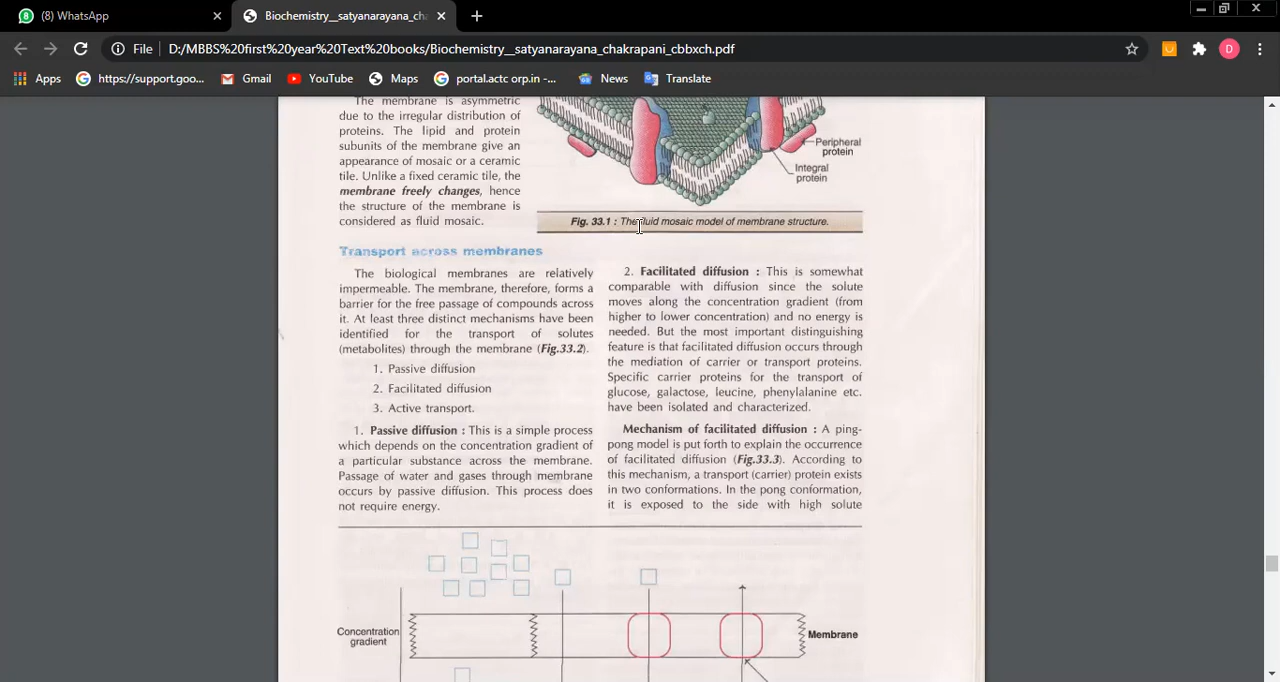 (8) WhatsApp
Biochemistry__satyanarayana_cha
File
D:/MBBS%20first%20year%20Text%20books/Biochemistry__satyanarayana_chakrapani_cbbxch.pdf
D
Apps
https://support.goo...
Gmail
YouTube
Maps
portal.actc orp.in -...
News
Translate
The membrane is asymmetric
due to the irregular distribution of
proteins. The lipid and protein
subunits of the membrane give an
appearance of mosaic or a ceramic
tile. Unlike a fixed ceramic tile, the
membrane freely changes, hence
the structure of the membrane is
considered as fluid mosaic.
Peripheral
protein
Integral
protein
Fig. 33.1 : The fluid mosaic model of membrane structure.
Transport across membranes
The biological membranes are relatively
impermeable. The membrane, therefore, forms a
barrier for the free passage of compounds across
it. At least three distinct mechanisms have been
identified for the transport of solutes
(metabolites) through the membrane (Fig.33.2).
1. Passive diffusion
2. Facilitated diffusion
3. Active transport.
1. Passive diffusion : This is a simple process
which depends on the concentration gradient of
a particular substance across the membrane.
Passage of water and gases through membrane
occurs by passive diffusion. This process does
not require energy.
2. Facilitated diffusion : This is somewhat
comparable with diffusion since the solute
moves along the concentration gradient (from
higher to lower concentration) and no energy is
needed. But the most important distinguishing
feature is that facilitated diffusion occurs through
the mediation of carrier or transport proteins.
Specific carrier proteins for the transport of
glucose, galactose, leucine, phenylalanine etc.
have been isolated and characterized.
Mechanism of facilitated diffusion : A ping-
pong model is put forth to explain the occurrence
of facilitated diffusion (Fig.33.3). According to
this mechanism, a transport (carrier) protein exists
in two conformations. In the pong conformation,
it is exposed to the side with high solute
Concentration
gradient
Membrane